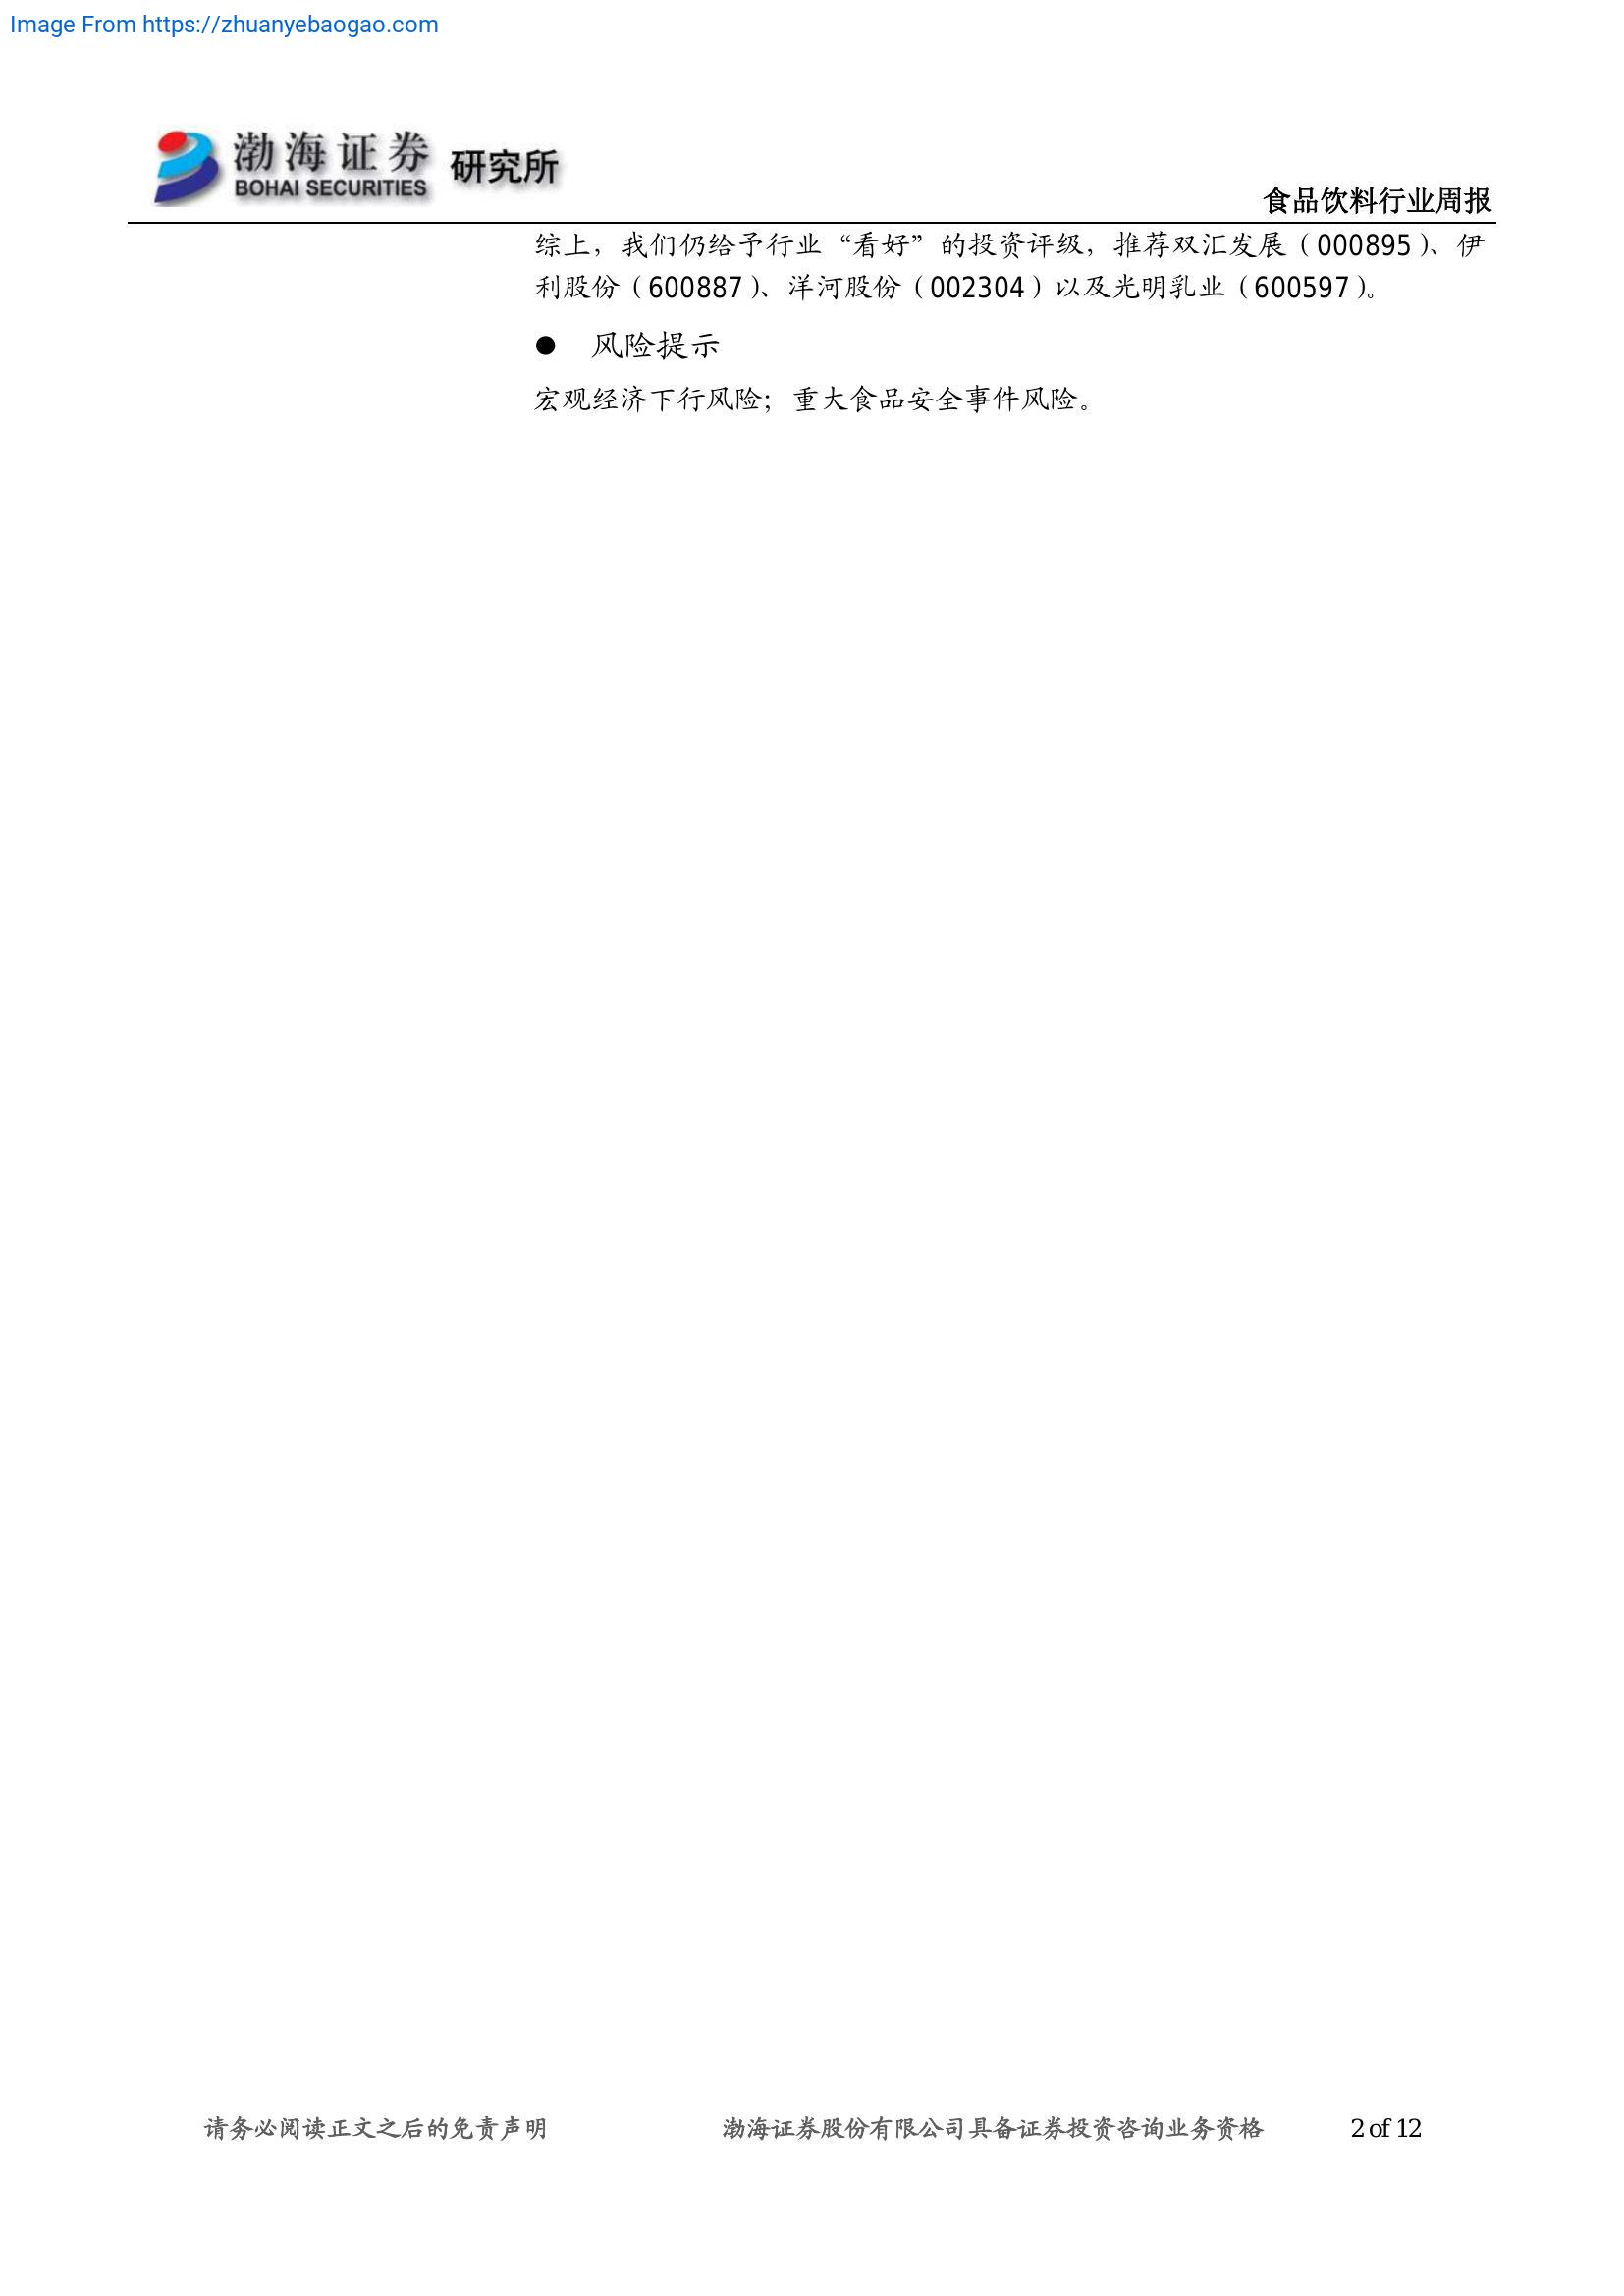 Image From https://zhuanyebaogao.com
渤海证券 研究所
BOHAI SECURITIES
食品饮料行业周报
综上，我们仍给予行业“看好”的投资评级，推荐双汇发展（000895）、伊
利股份（600887）、洋河股份（002304）以及光明乳业（600597）。
● 风险提示
宏观经济下行风险；重大食品安全事件风险。
请务必阅读正文之后的免责声明 渤海证券股份有限公司具备证券投资咨询业务资格 2 of 12